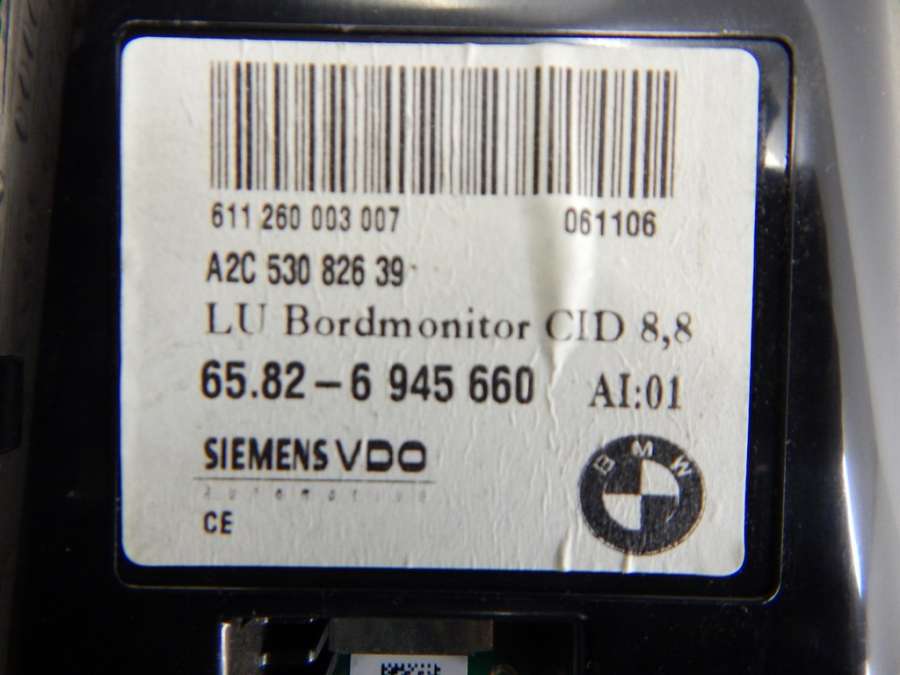 611 260 003 007 061106
A2C 530 826 39
LU Bordmonitor CID 8,8
65.82-6 945 660 AI:01
SIEMENS VDO
Automotive
CE
BMW